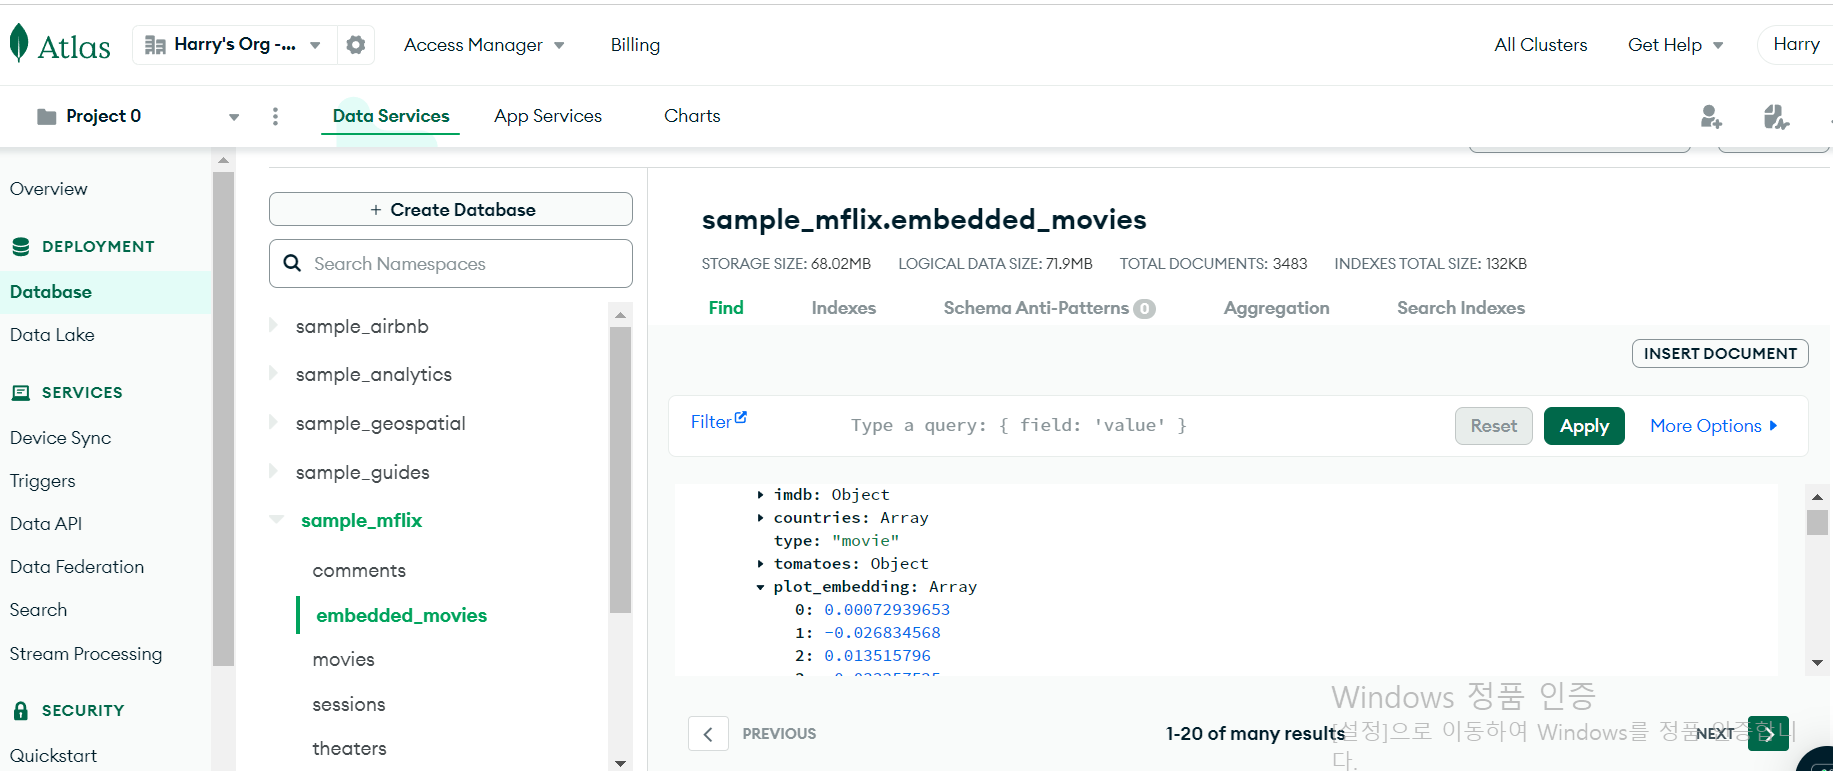 Atlas
Harry's Org -...
Access Manager
Billing
All Clusters
Get Help
Harry
Project 0
Data Services
App Services
Charts
Overview
DEPLOYMENT
Database
Data Lake
SERVICES
Device Sync
Triggers
Data API
Data Federation
Search
Stream Processing
SECURITY
Quickstart
+ Create Database
Search Namespaces
sample_airbnb
sample_analytics
sample_geospatial
sample_guides
sample_mflix
comments
embedded_movies
movies
sessions
theaters
sample_mflix.embedded_movies
STORAGE SIZE: 68.02MB LOGICAL DATA SIZE: 71.9MB TOTAL DOCUMENTS: 3483 INDEXES TOTAL SIZE: 132KB
Find Indexes Schema Anti-Patterns 0 Aggregation Search Indexes
INSERT DOCUMENT
Filter Type a query: { field: 'value' } Reset Apply More Options
imdb: Object
countries: Array
type: "movie"
tomatoes: Object
plot_embedding: Array
0: 0.00072939653
1: -0.026834568
2: 0.013515796
PREVIOUS 1-20 of many results NEXT
Windows 정품 인증
[설정]으로 이동하여 Windows를 정품 인증합니
다.